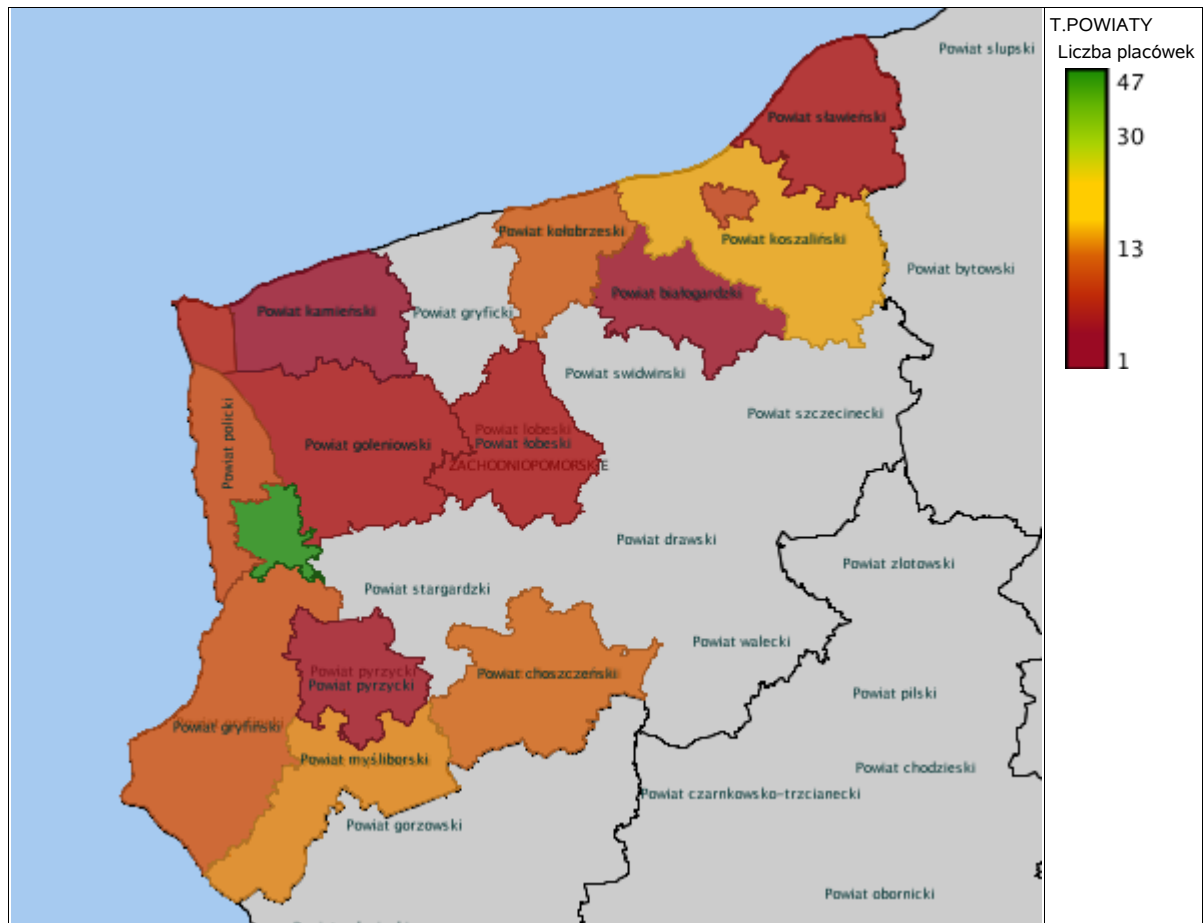 T.POWIATY
Liczba placówek
47
30
13
1
Powiat slupski
Powiat sławieński
Powiat kołobrzeski
Powiat koszaliński
Powiat bytowski
Powiat białogardzki
Powiat kamieński
Powiat gryficki
Powiat swidwinski
Powiat szczecinecki
Powiat policki
Powiat goleniowski
Powiat lobeski
Powiat łobeski
ZACHODNIOPOMORSKIE
Powiat drawski
Powiat zlotowski
Powiat stargardzki
Powiat walecki
Powiat pyrzycki
Powiat pyrzycki
Powiat choszczeński
Powiat pilski
Powiat gryfiński
Powiat myśliborski
Powiat chodzieski
Powiat czarnkowsko-trzcianecki
Powiat gorzowski
Powiat obornicki